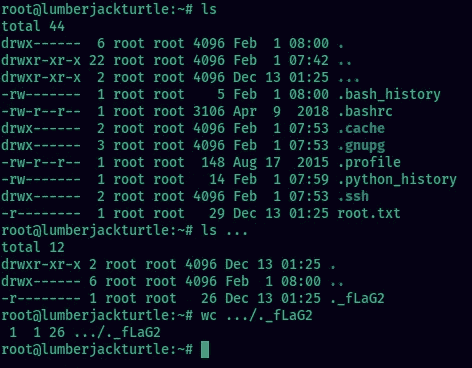 root@lumberjackturtle:~# ls
total 44
drwx------  6 root root 4096 Feb  1 08:00 .
drwxr-xr-x 22 root root 4096 Feb  1 07:42 ..
drwxr-xr-x  2 root root 4096 Dec 13 01:25 ...
-rw-------  1 root root    5 Feb  1 08:00 .bash_history
-rw-r--r--  1 root root 3106 Apr  9  2018 .bashrc
drwx------  2 root root 4096 Feb  1 07:53 .cache
drwx------  3 root root 4096 Feb  1 07:53 .gnupg
-rw-r--r--  1 root root  148 Aug 17  2015 .profile
-rw-------  1 root root   14 Feb  1 07:59 .python_history
drwx------  2 root root 4096 Feb  1 07:53 .ssh
-r--------  1 root root   29 Dec 13 01:25 root.txt
root@lumberjackturtle:~# ls ...
total 12
drwxr-xr-x 2 root root 4096 Dec 13 01:25 .
drwx------ 6 root root 4096 Feb  1 08:00 ..
-r-------- 1 root root   26 Dec 13 01:25 ._fLaG2
root@lumberjackturtle:~# wc .../._fLaG2
 1  1 26 .../._fLaG2
root@lumberjackturtle:~#